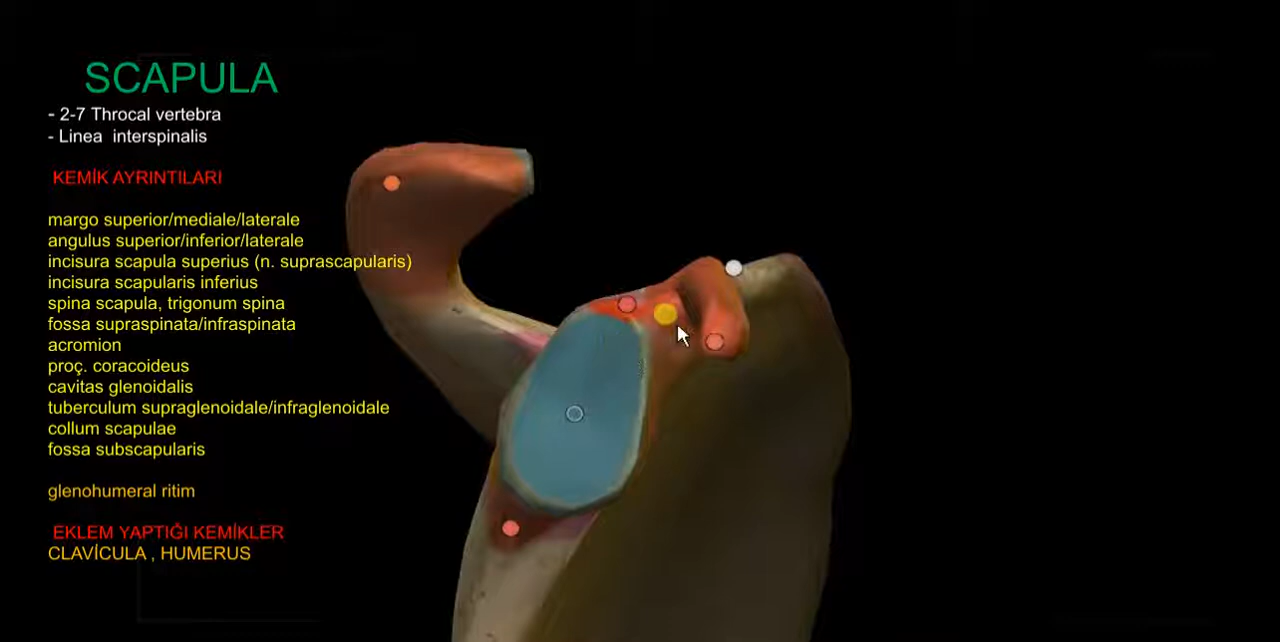 SCAPULA
- 2-7 Throcal vertebra
- Linea interspinalis
KEMİK AYRINTILARI
margo superior/mediale/laterale
angulus superior/inferior/laterale
incisura scapula superius (n. suprascapularis)
incisura scapularis inferius
spina scapula, trigonum spina
fossa supraspinata/infraspinata
acromion
proç. coracoideus
cavitas glenoidalis
tuberculum supraglenoidale/infraglenoidale
collum scapulae
fossa subscapularis
glenohumeral ritim
EKLEM YAPTIĞI KEMİKLER
CLAVİCULA , HUMERUS